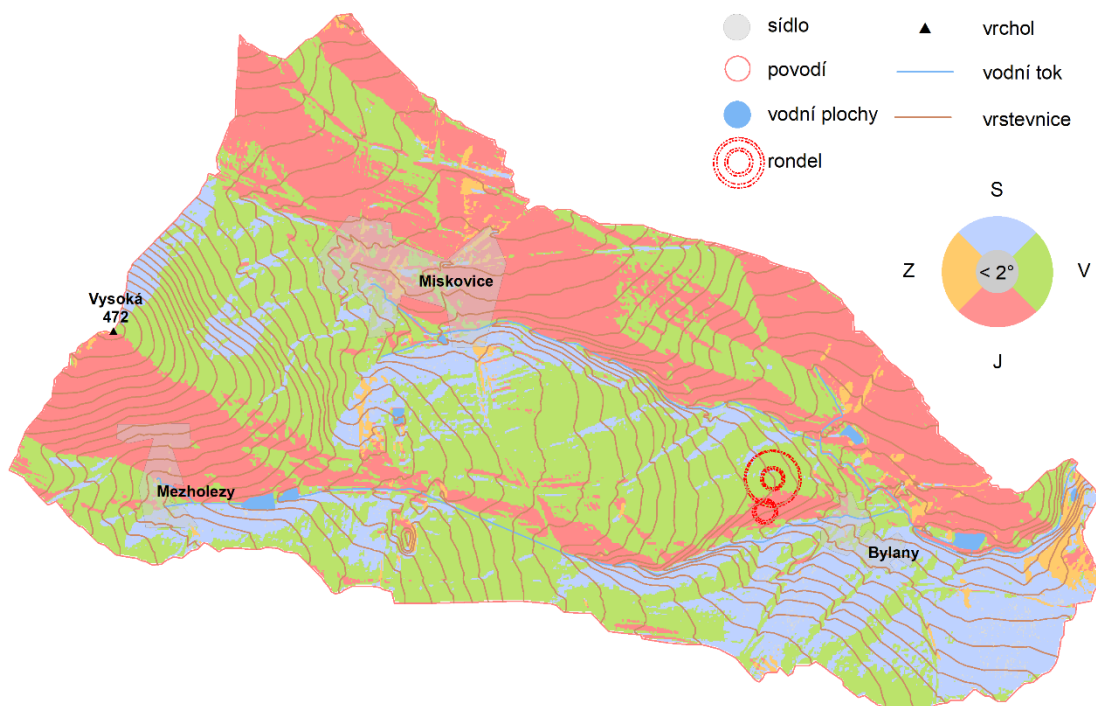 sídlo
vrchol
povodí
vodní tok
vodní plochy
vrstevnice
rondel
S
Z
< 2°
V
J
Miskovice
Vysoká
472
Mezholezy
Bylany